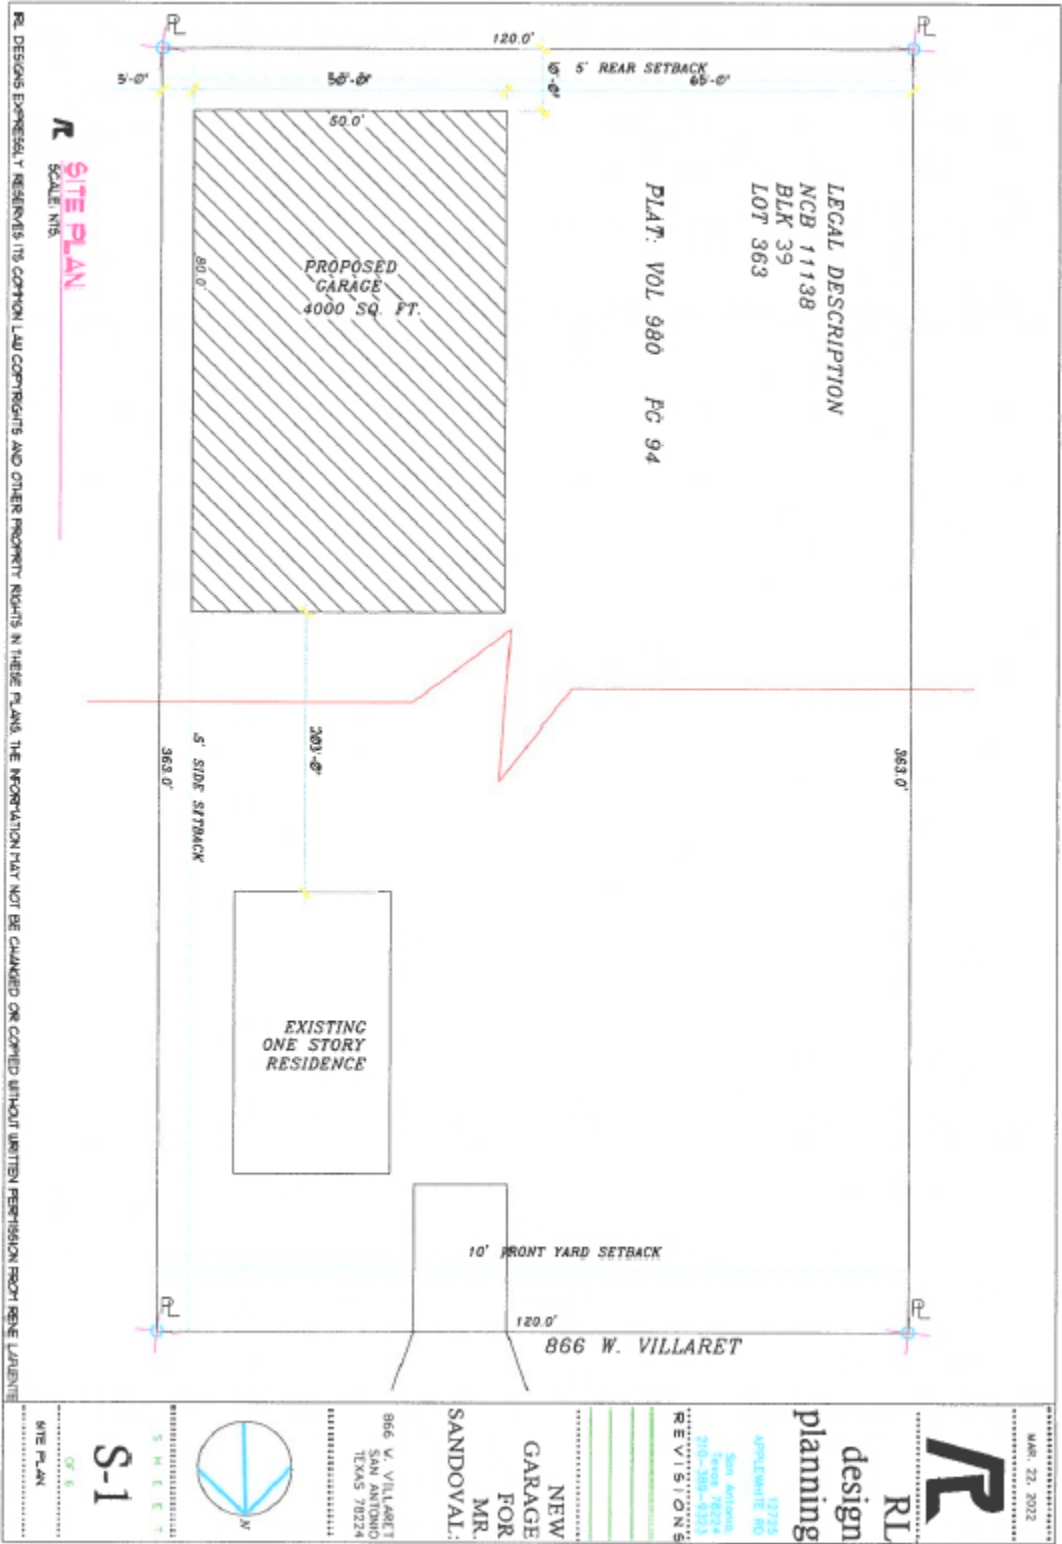 120.0'
5' REAR SETBACK
5'-0"
50'-0"
65'-0"
50.0'
80.0'
PROPOSED
GARAGE
4000 SQ. FT.
LEGAL DESCRIPTION
NCB 11138
BLK 39
LOT 363
PLAT: VOL 980 PG 94
SITE PLAN
SCALE: NTS.
203'-0"
363.0'
363.0'
5' SIDE SETBACK
EXISTING
ONE STORY
RESIDENCE
10' FRONT YARD SETBACK
120.0'
866 W. VILLARET
RL DESIGNS EXPRESSLY RESERVES ITS COMMON LAW COPYRIGHTS AND OTHER PROPRTY RIGHTS IN THESE PLANS. THE INFORMATION MAY NOT BE CHANGED OR COPIED WITHOUT WRITTEN PERMISSION FROM RENE
MAR. 22, 2022
RL
design
planning
12725
APPLEWHITE RD
San Antonio
Texas 78224
REVISIONS
NEW
GARAGE
FOR
MR.
SANDOVAL:
866 W. VILLARET
SAN ANTONIO
TEXAS 78224
N
SHEET
S-1
OF 6
SITE PLAN